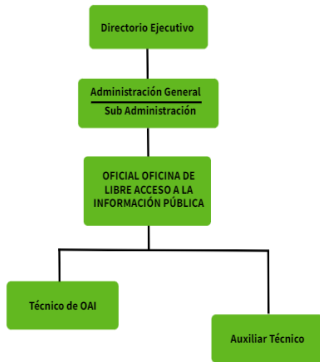 Directorio Ejecutivo
Administración General
Sub Administración
OFICIAL OFICINA DE
LIBRE ACCESO A LA
INFORMACIÓN PÚBLICA
Técnico de OAI
Auxiliar Técnico